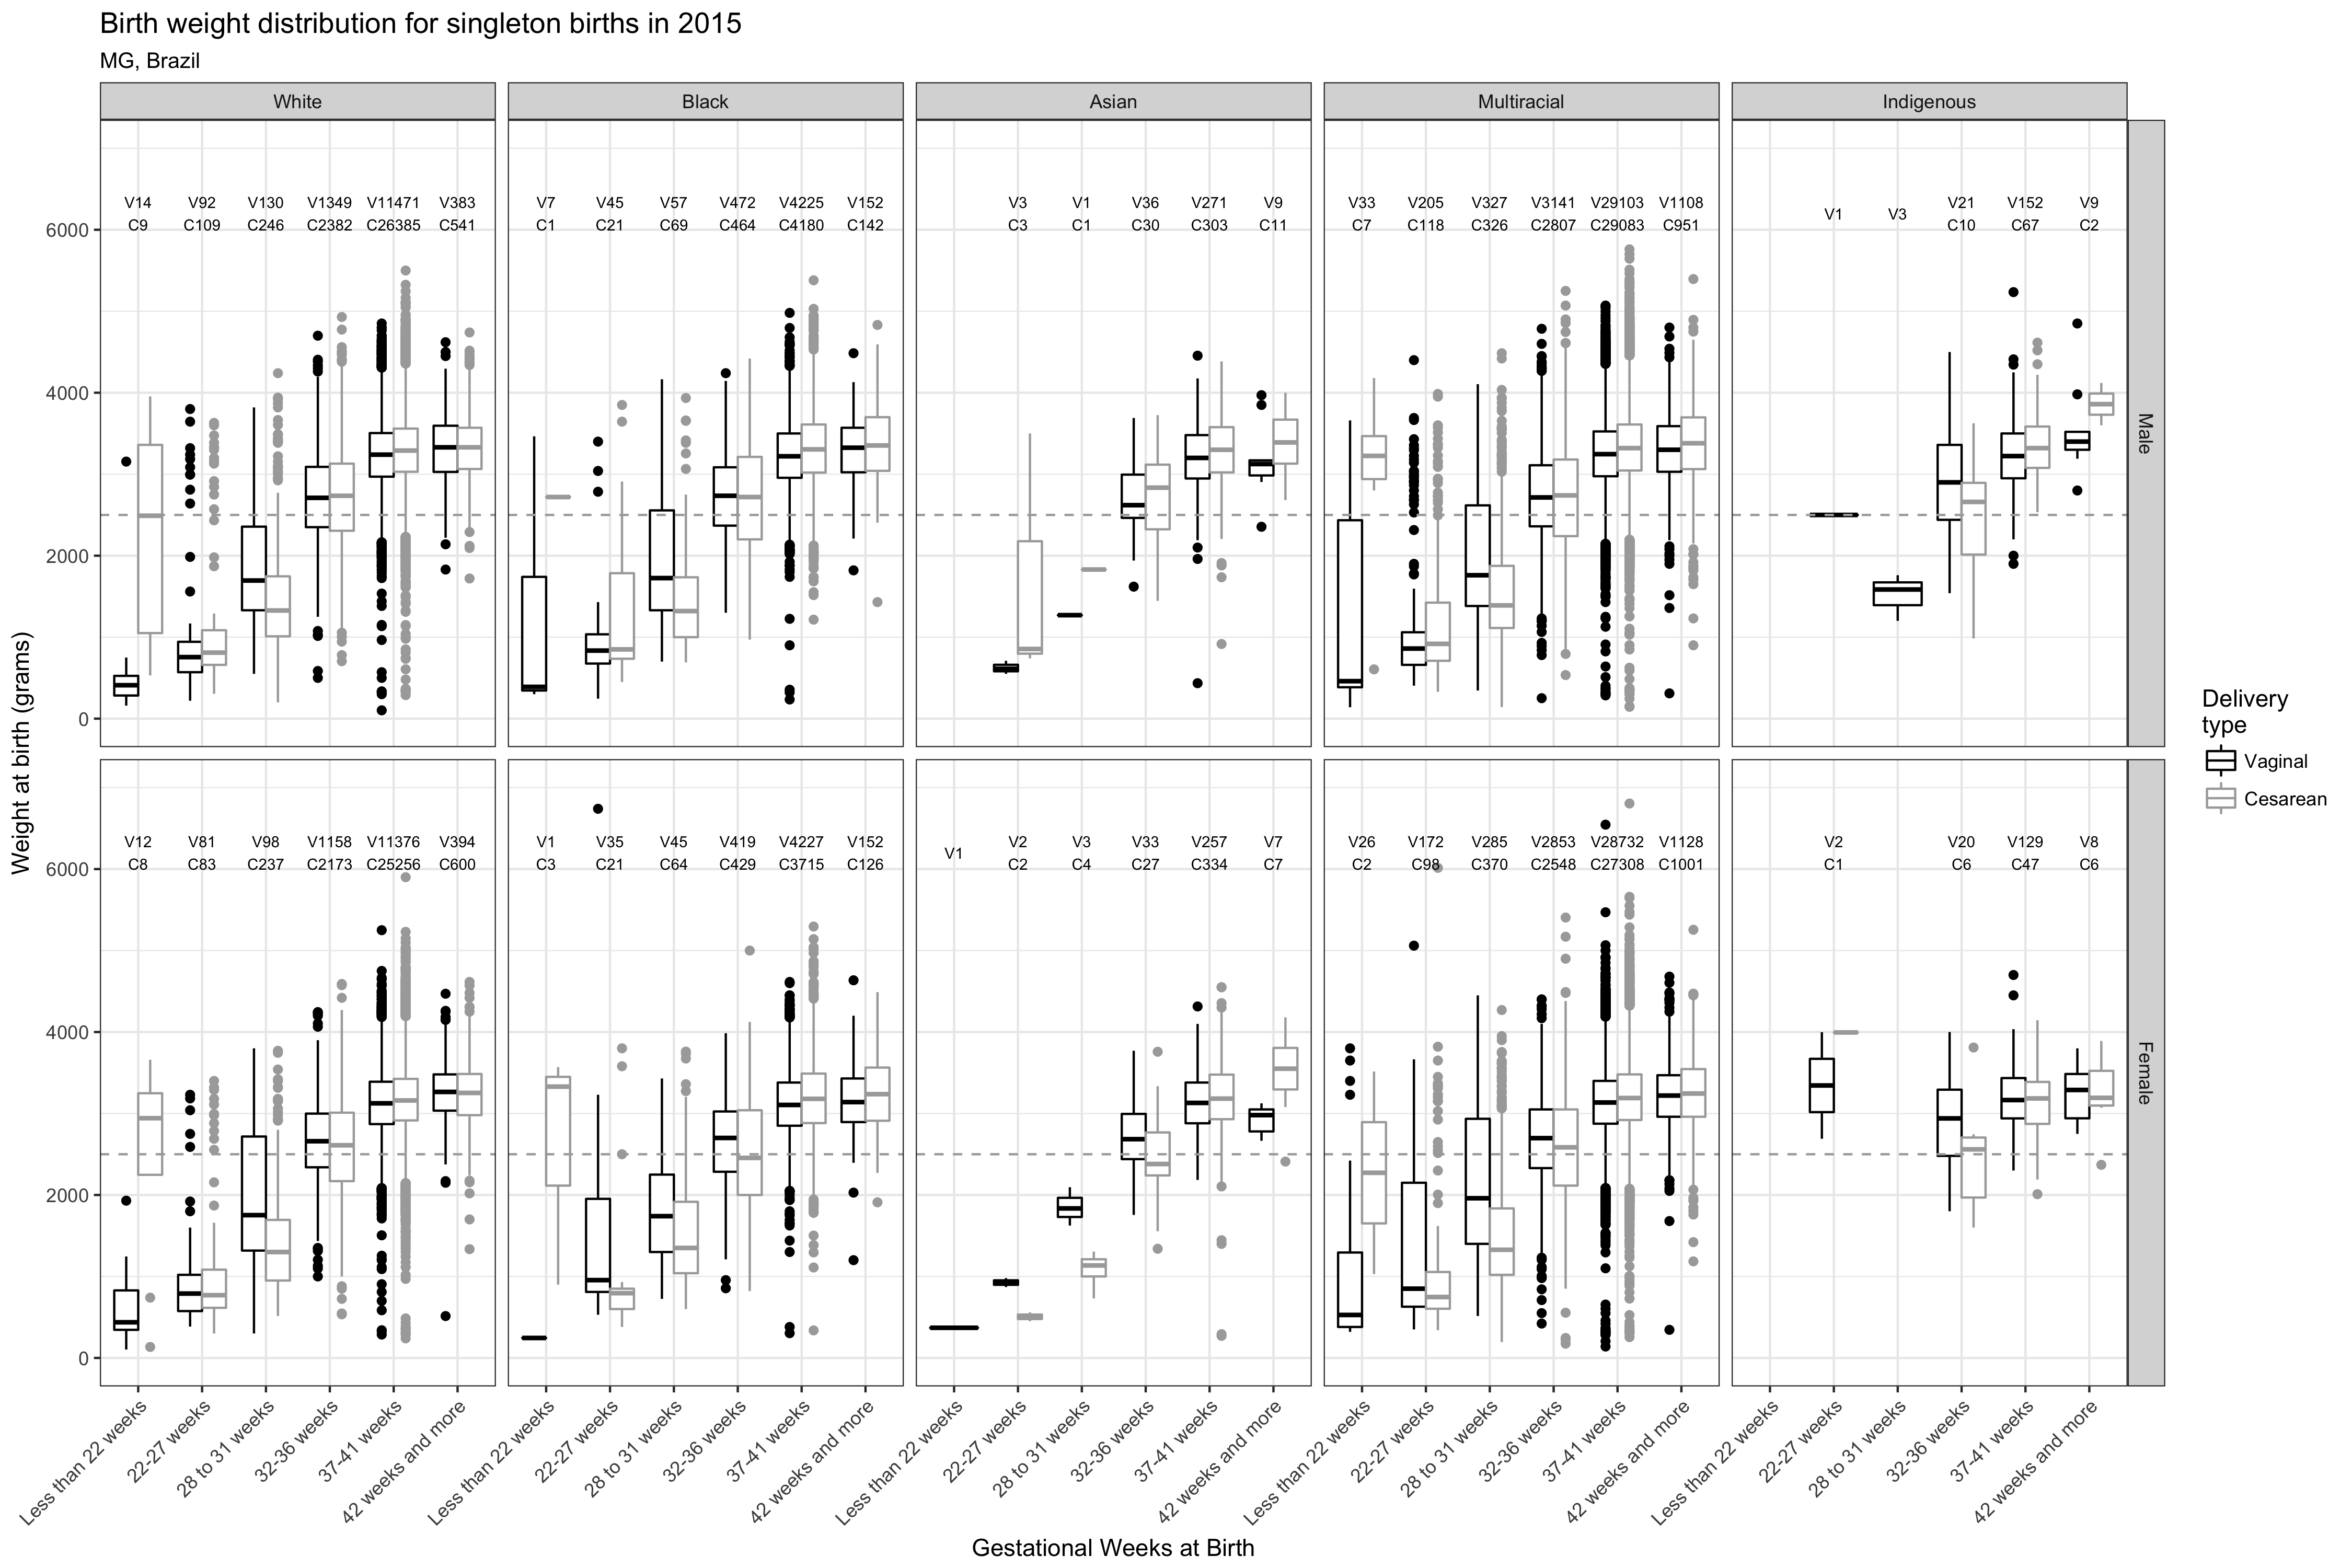 Birth weight distribution for singleton births in 2015
MG, Brazil
White Black Asian Multiracial Indigenous
V14 V92 V130 V1349 V11471 V383 V7 V45 V57 V472 V4225 V152 V3 V1 V36 V271 V9 V33 V205 V327 V3141 V29103 V1108 V1 V3 V21 V152 V9
C9 C109 C246 C2382 C26385 C541 C1 C21 C69 C464 C4180 C142 C3 C1 C30 C303 C11 C7 C118 C326 C2807 C29083 C951 C10 C67 C2
6000
4000
2000
0
Male
Weight at birth (grams)
V12 V81 V98 V1158 V11376 V394 V1 V35 V45 V419 V4227 V152 V1 V2 V3 V33 V257 V7 V26 V172 V285 V2853 V28732 V1128 V2 V20 V129 V8
C8 C83 C237 C2173 C25256 C600 C3 C21 C64 C429 C3715 C126 C2 C4 C27 C334 C7 C2 C98 C370 C2548 C27308 C1001 C1 C6 C47 C6
6000
4000
2000
0
Female
Delivery
type
Vaginal
Cesarean
Less than 22 weeks 22-27 weeks 28 to 31 weeks 32-36 weeks 37-41 weeks 42 weeks and more Less than 22 weeks 22-27 weeks 28 to 31 weeks 32-36 weeks 37-41 weeks 42 weeks and more Less than 22 weeks 22-27 weeks 28 to 31 weeks 32-36 weeks 37-41 weeks 42 weeks and more Less than 22 weeks 22-27 weeks 28 to 31 weeks 32-36 weeks 37-41 weeks 42 weeks and more Less than 22 weeks 22-27 weeks 28 to 31 weeks 32-36 weeks 37-41 weeks 42 weeks and more
Gestational Weeks at Birth